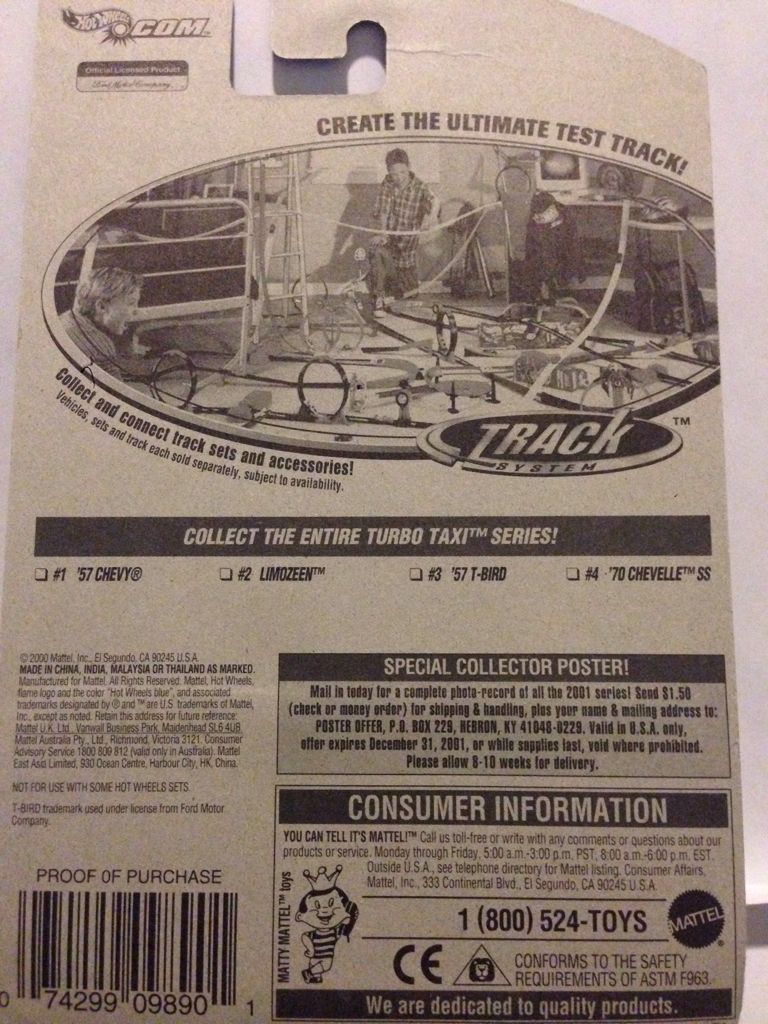 Hot Wheels .COM
Official Licensed Product
Ford Motor Company
CREATE THE ULTIMATE TEST TRACK!
Collect and connect track sets and accessories!
Vehicles, sets and track each sold separately, subject to availability.
TRACK ™
SYSTEM
COLLECT THE ENTIRE TURBO TAXI™ SERIES!
#1 '57 CHEVY® #2 LIMOZEEN™ #3 '57 T-BIRD #4 '70 CHEVELLE™ SS
© 2000 Mattel, Inc., El Segundo, CA 90245 U.S.A.
MADE IN CHINA, INDIA, MALAYSIA OR THAILAND AS MARKED.
Manufactured for Mattel. All Rights Reserved. Mattel, Hot Wheels,
flame logo and the color "Hot Wheels blue", and associated
trademarks designated by ® and ™ are U.S. trademarks of Mattel,
Inc., except as noted. Retain this address for future reference:
Mattel U.K. Ltd., Vanwall Business Park, Maidenhead SL6 4UB.
Mattel Australia Pty., Ltd., Richmond, Victoria 3121. Consumer
Advisory Service 1800 809 812 (valid only in Australia). Mattel
East Asia Limited, 930 Ocean Centre, Harbour City, HK, China.
NOT FOR USE WITH SOME HOT WHEELS SETS.
T-BIRD trademark used under license from Ford Motor
Company.
SPECIAL COLLECTOR POSTER!
Mail in today for a complete photo-record of all the 2001 series! Send $1.50
(check or money order) for shipping & handling, plus your name & mailing address to:
POSTER OFFER, P.O. BOX 229, HEBRON, KY 41048-0229. Valid in U.S.A. only,
offer expires December 31, 2001, or while supplies last, void where prohibited.
Please allow 8-10 weeks for delivery.
CONSUMER INFORMATION
YOU CAN TELL IT'S MATTEL!™ Call us toll-free or write with any comments or questions about our
products or service. Monday through Friday, 5:00 a.m.-3:00 p.m. PST, 8:00 a.m.-6:00 p.m. EST.
Outside U.S.A., see telephone directory for Mattel listing. Consumer Affairs,
Mattel, Inc., 333 Continental Blvd., El Segundo, CA 90245 U.S.A.
MATTY MATTEL™ toys
1 (800) 524-TOYS
MATTEL®
CE
CONFORMS TO THE SAFETY
REQUIREMENTS OF ASTM F963.
We are dedicated to quality products.
PROOF OF PURCHASE
0 74299 09890 1